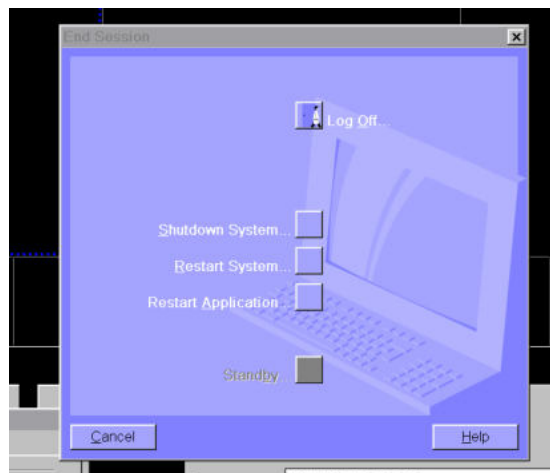 End Session
Log Off...
Shutdown System...
Restart System...
Restart Application...
Standby...
Cancel
Help